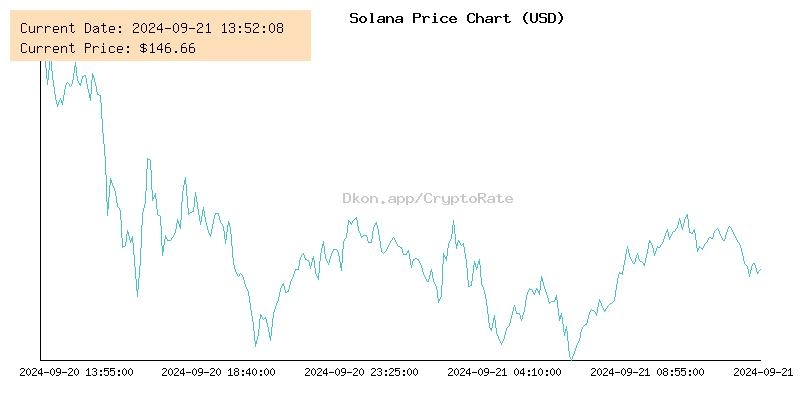 Solana Price Chart (USD)
Current Date: 2024-09-21 13:52:08
Current Price: $146.66
Dkon.app/CryptoRate
2024-09-20 13:55:00
2024-09-20 18:40:00
2024-09-20 23:25:00
2024-09-21 04:10:00
2024-09-21 08:55:00
2024-09-21